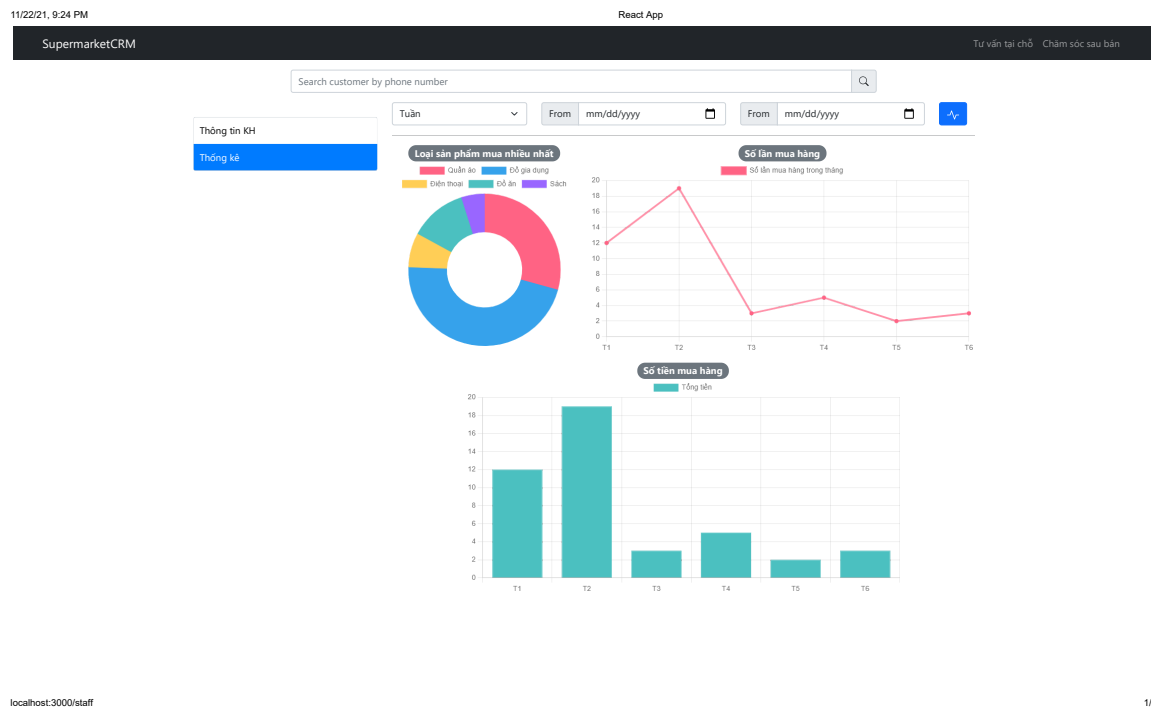 11/22/21, 9:24 PM React App
SupermarketCRM Tư vấn tại chỗ Chăm sóc sau bán
Search customer by phone number
Tuần From mm/dd/yyyy From mm/dd/yyyy
Thông tin KH
Thống kê
Loại sản phẩm mua nhiều nhất
Quần áo Đồ gia dụng
Điện thoại Đồ ăn Sách
Số lần mua hàng
Số lần mua hàng trong tháng
20
18
16
14
12
10
8
6
4
2
0
T1 T2 T3 T4 T5 T6
Số tiền mua hàng
Tổng tiền
20
18
16
14
12
10
8
6
4
2
0
T1 T2 T3 T4 T5 T6
localhost:3000/staff 1/